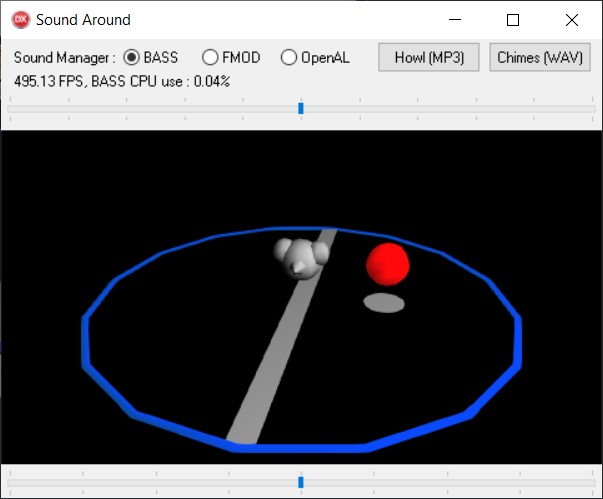 DX Sound Around
Sound Manager : BASS FMOD OpenAL Howl (MP3) Chimes (WAV)
495.13 FPS, BASS CPU use : 0.04%